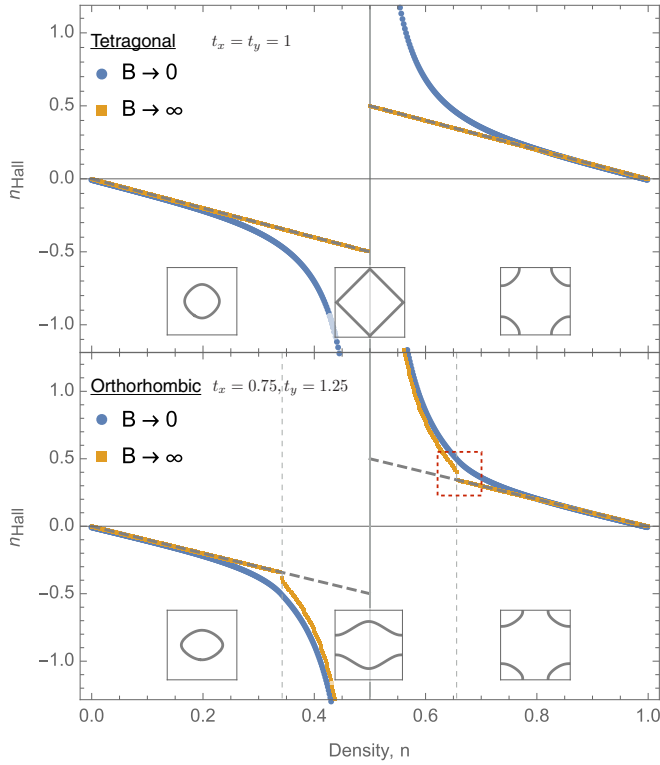 Tetragonal
t_x = t_y = 1
B → 0
B → ∞
1.0
0.5
0.0
-0.5
-1.0
n_Hall
Orthorhombic
t_x = 0.75, t_y = 1.25
B → 0
B → ∞
1.0
0.5
0.0
-0.5
-1.0
n_Hall
0.0 0.2 0.4 0.6 0.8 1.0
Density, n